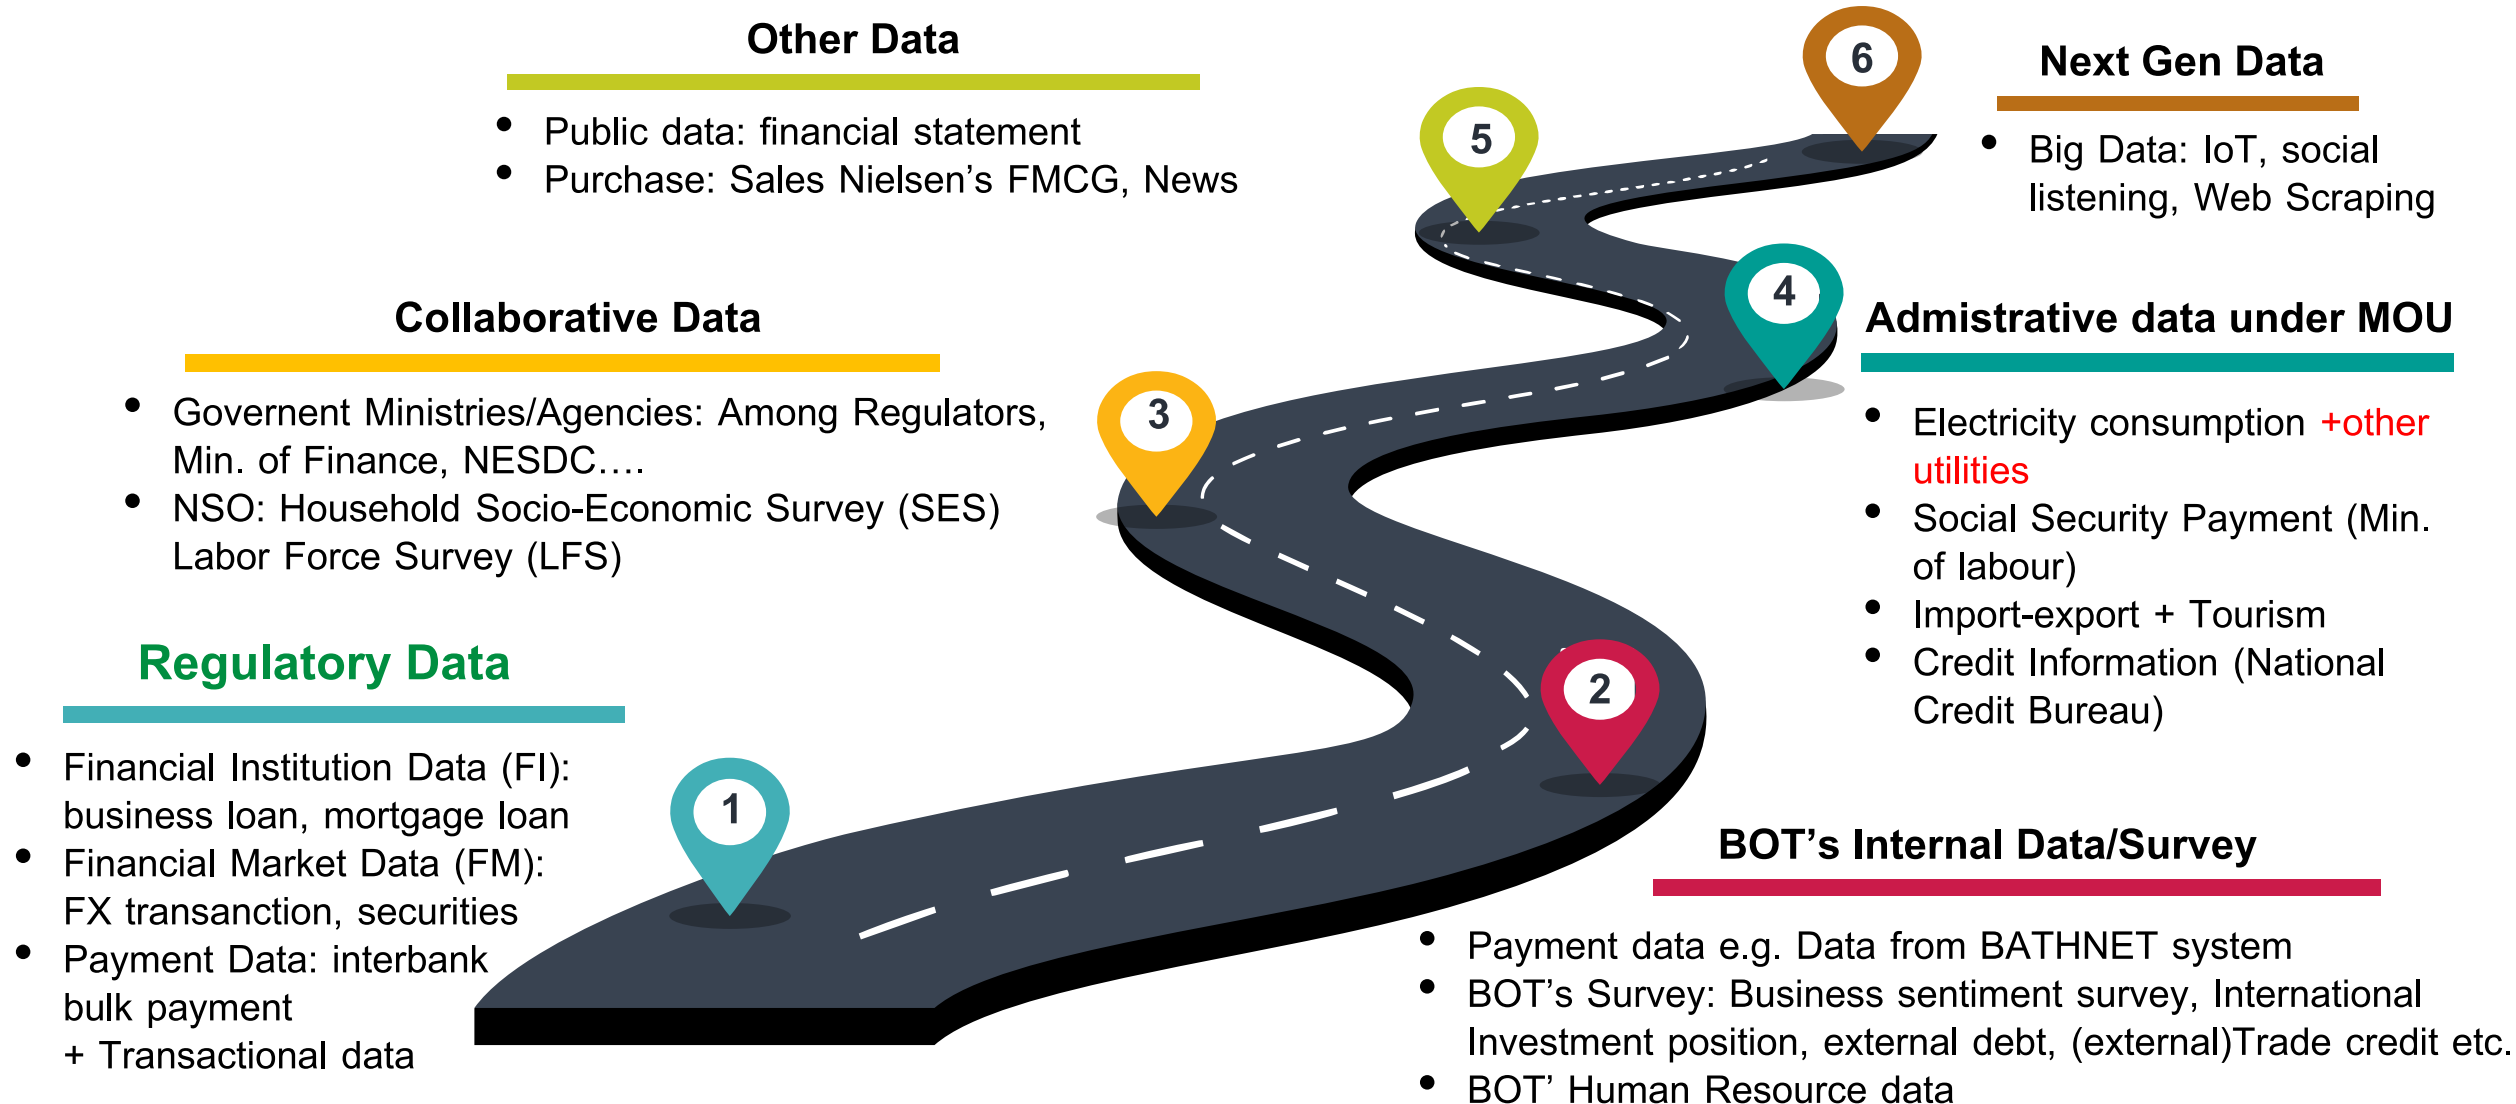 Other Data
• Public data: financial statement
• Purchase: Sales Nielsen’s FMCG, News
6
Next Gen Data
• Big Data: IoT, social
listening, Web Scraping
5
Collaborative Data
• Governent Ministries/Agencies: Among Regulators,
Min. of Finance, NESDC….
• NSO: Household Socio-Economic Survey (SES)
Labor Force Survey (LFS)
3
4
Admistrative data under MOU
• Electricity consumption +other
utilities
• Social Security Payment (Min.
of labour)
• Import-export + Tourism
• Credit Information (National
Credit Bureau)
Regulatory Data
• Financial Institution Data (FI):
business loan, mortgage loan
• Financial Market Data (FM):
FX transanction, securities
• Payment Data: interbank
bulk payment
+ Transactional data
1
2
BOT’s Internal Data/Survey
• Payment data e.g. Data from BATHNET system
• BOT’s Survey: Business sentiment survey, International
Investment position, external debt, (external)Trade credit etc.
• BOT’ Human Resource data